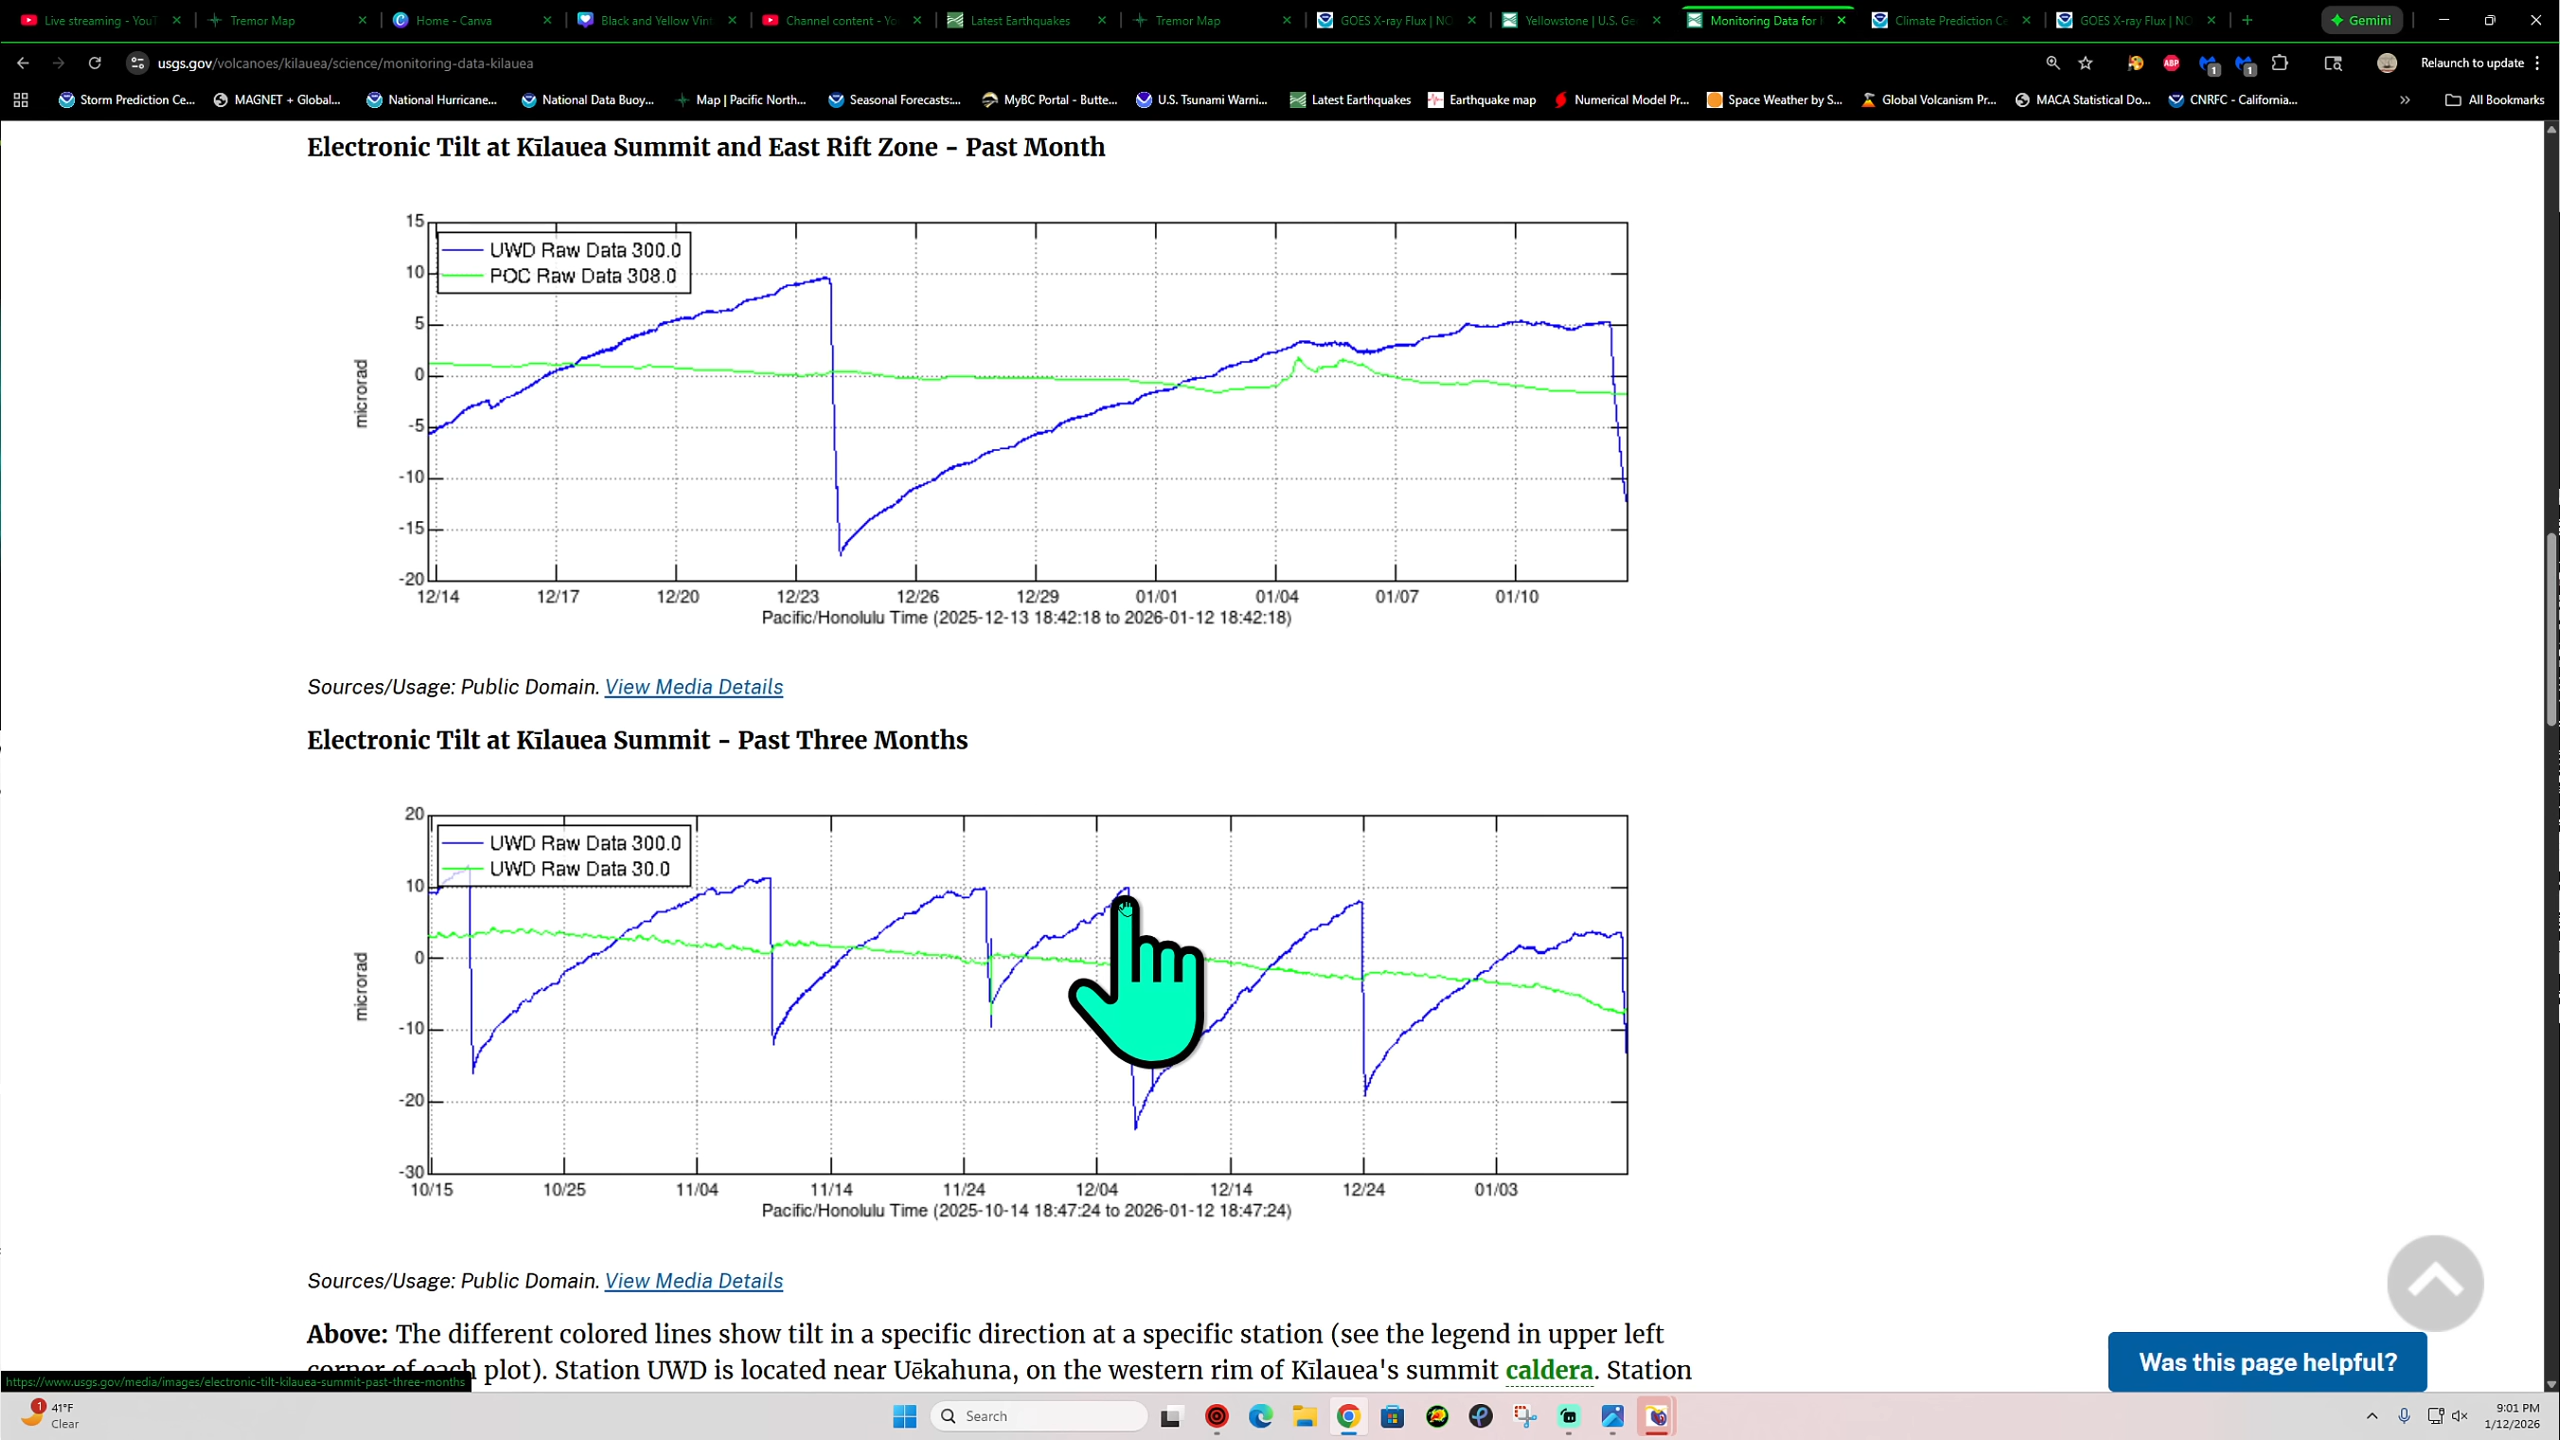 Live streaming - YouT
Tremor Map
Home - Canva
Black and Yellow Vint
Channel content - Yo
Latest Earthquakes
Tremor Map
GOES X-ray Flux | NO
Yellowstone | U.S. Ge
Monitoring Data for
Climate Prediction Ce
GOES X-ray Flux | NO
Gemini
usgs.gov/volcanoes/kilauea/science/monitoring-data-kilauea
Relaunch to update
Storm Prediction Ce...
MAGNET + Global...
National Hurricane...
National Data Buoy...
Map | Pacific North...
Seasonal Forecasts:...
MyBC Portal - Butte...
U.S. Tsunami Warni...
Latest Earthquakes
Earthquake map
Numerical Model Pr...
Space Weather by S...
Global Volcanism Pr...
MACA Statistical Do...
CNRFC - California...
All Bookmarks
Electronic Tilt at Kīlauea Summit and East Rift Zone - Past Month
UWD Raw Data 300.0
POC Raw Data 308.0
15
10
5
0
-5
-10
-15
-20
microrad
12/14 12/17 12/20 12/23 12/26 12/29 01/01 01/04 01/07 01/10
Pacific/Honolulu Time (2025-12-13 18:42:18 to 2026-01-12 18:42:18)
Sources/Usage: Public Domain. View Media Details
Electronic Tilt at Kīlauea Summit - Past Three Months
UWD Raw Data 300.0
UWD Raw Data 30.0
20
10
0
-10
-20
-30
microrad
10/15 10/25 11/04 11/14 11/24 12/04 12/14 12/24 01/03
Pacific/Honolulu Time (2025-10-14 18:47:24 to 2026-01-12 18:47:24)
Sources/Usage: Public Domain. View Media Details
Above: The different colored lines show tilt in a specific direction at a specific station (see the legend in upper left
corner of each plot). Station UWD is located near Uēkahuna, on the western rim of Kīlauea's summit caldera. Station
Was this page helpful?
https://www.usgs.gov/media/images/electronic-tilt-kilauea-summit-past-three-months
1
41°F
Clear
Search
9:01 PM
1/12/2026